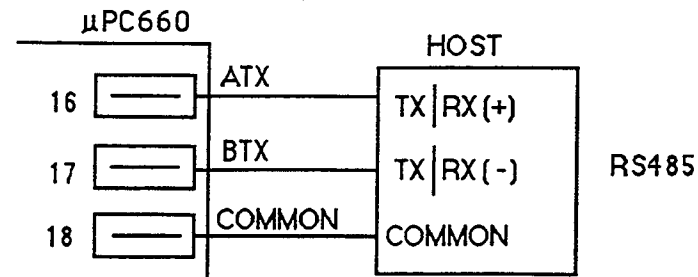 µPC660
HOST
16 ATX TX|RX(+)
17 BTX TX|RX(-) RS485
18 COMMON COMMON